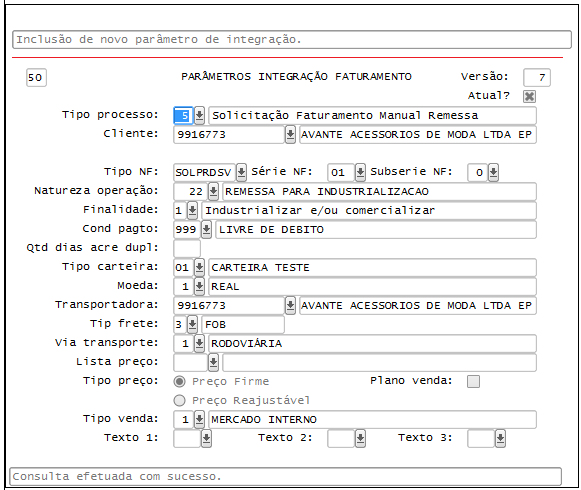 Inclusão de novo parâmetro de integração.
50 PARÂMETROS INTEGRAÇÃO FATURAMENTO Versão: 7
Atual?
Tipo processo: 5 Solicitação Faturamento Manual Remessa
Cliente: 9916773 AVANTE ACESSORIOS DE MODA LTDA EP
Tipo NF: SOLPRDSV Série NF: 01 Subserie NF: 0
Natureza operação: 22 REMESSA PARA INDUSTRIALIZACAO
Finalidade: 1 Industrializar e/ou comercializar
Cond pagto: 999 LIVRE DE DEBITO
Qtd dias acre dupl:
Tipo carteira: 01 CARTEIRA TESTE
Moeda: 1 REAL
Transportadora: 9916773 AVANTE ACESSORIOS DE MODA LTDA EP
Tip frete: 3 FOB
Via transporte: 1 RODOVIÁRIA
Lista preço:
Tipo preço: Preço Firme Plano venda:
Preço Reajustável
Tipo venda: 1 MERCADO INTERNO
Texto 1: Texto 2: Texto 3:
Consulta efetuada com sucesso.